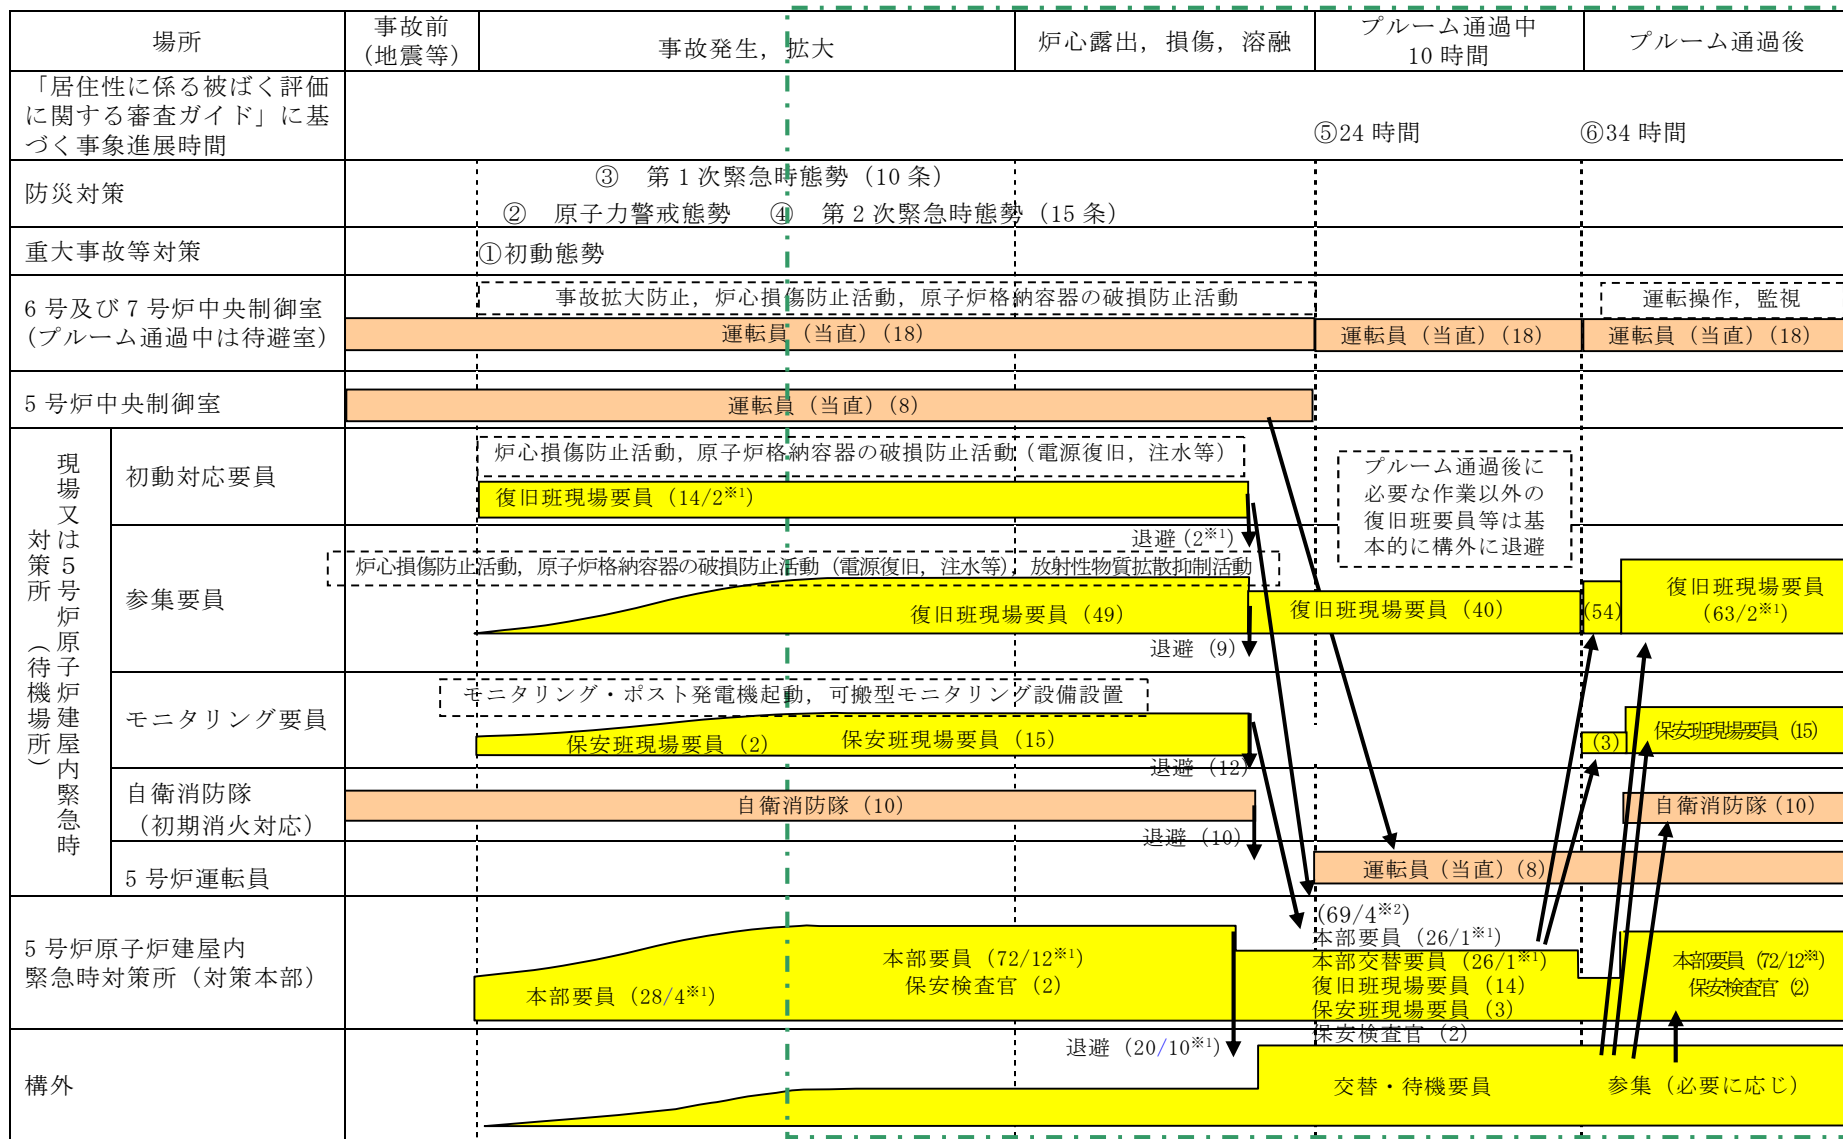 場所
事故前
(地震等)
事故発生，拡大
炉心露出，損傷，溶融
プルーム通過中
10 時間
プルーム通過後
「居住性に係る被ばく評価
に関する審査ガイド」に基
づく事象進展時間
⑤24 時間
⑥34 時間
防災対策
③ 第 1 次緊急時態勢（10 条）
② 原子力警戒態勢
④ 第 2 次緊急時態勢（15 条）
重大事故等対策
①初動態勢
6 号及び 7 号炉中央制御室
（プルーム通過中は待避室）
事故拡大防止，炉心損傷防止活動，原子炉格納容器の破損防止活動
運転操作，監視
運転員（当直）(18)
運転員（当直）(18)
運転員（当直）(18)
5 号炉中央制御室
運転員（当直）(8)
現場又は５号炉原子炉建屋内緊急時
対策所（待機場所）
初動対応要員
炉心損傷防止活動，原子炉格納容器の破損防止活動（電源復旧，注水等）
復旧班現場要員（14/2※1）
退避（2※1）
プルーム通過後に
必要な作業以外の
復旧班要員等は基
本的に構外に退避
参集要員
炉心損傷防止活動，原子炉格納容器の破損防止活動（電源復旧，注水等），放射性物質拡散抑制活動
復旧班現場要員（49）
復旧班現場要員（40）
(54)
復旧班現場要員
（63/2※1）
退避（9）
モニタリング要員
モニタリング・ポスト発電機起動，可搬型モニタリング設備設置
保安班現場要員（2）
保安班現場要員（15）
(3)
保安班現場要員（15）
退避（12）
自衛消防隊
（初期消火対応）
自衛消防隊（10）
自衛消防隊（10）
退避（10）
5 号炉運転員
運転員（当直）(8)
5 号炉原子炉建屋内
緊急時対策所（対策本部）
本部要員（28/4※1）
本部要員（72/12※1）
保安検査官（2）
(69/4※2)
本部要員（26/1※1）
本部交替要員（26/1※1）
復旧班現場要員（14）
保安班現場要員（3）
保安検査官（2）
本部要員（72/12※1）
保安検査官（2）
退避（20/10※1）
構外
交替・待機要員
参集（必要に応じ）